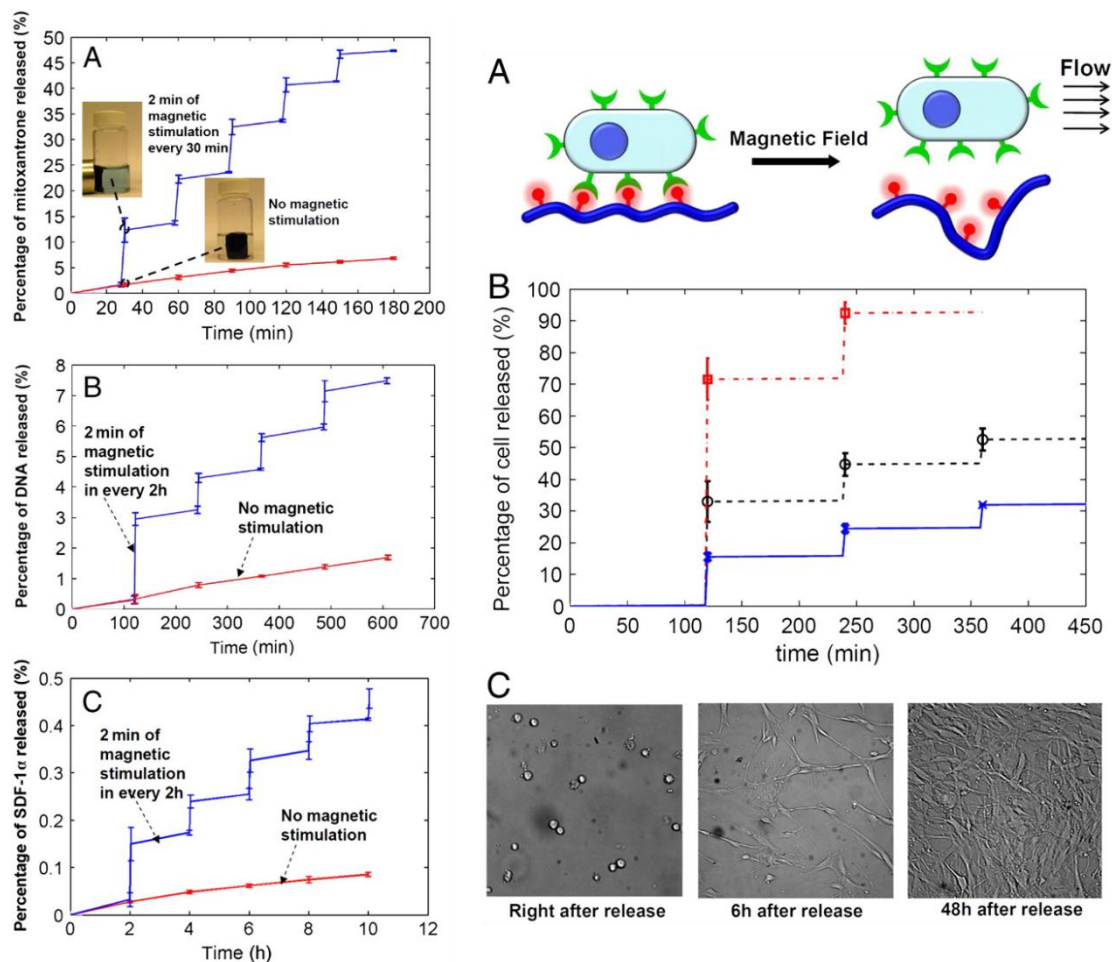 A
Percentage of mitoxantrone released (%)
50
45
40
35
30
25
20
15
10
5
0
2 min of
magnetic
stimulation
every 30 min
No magnetic
stimulation
0 20 40 60 80 100 120 140 160 180 200
Time (min)
B
Percentage of DNA released (%)
8
7
6
5
4
3
2
1
0
2 min of
magnetic
stimulation
in every 2h
No magnetic
stimulation
0 100 200 300 400 500 600 700
Time (min)
C
Percentage of SDF-1α released (%)
0.5
0.4
0.3
0.2
0.1
0
2 min of
magnetic
stimulation
in every 2h
No magnetic
stimulation
0 2 4 6 8 10 12
Time (h)
A
Magnetic Field
Flow
B
Percentage of cell released (%)
100
90
80
70
60
50
40
30
20
10
0
0 50 100 150 200 250 300 350 400 450
time (min)
C
Right after release
6h after release
48h after release